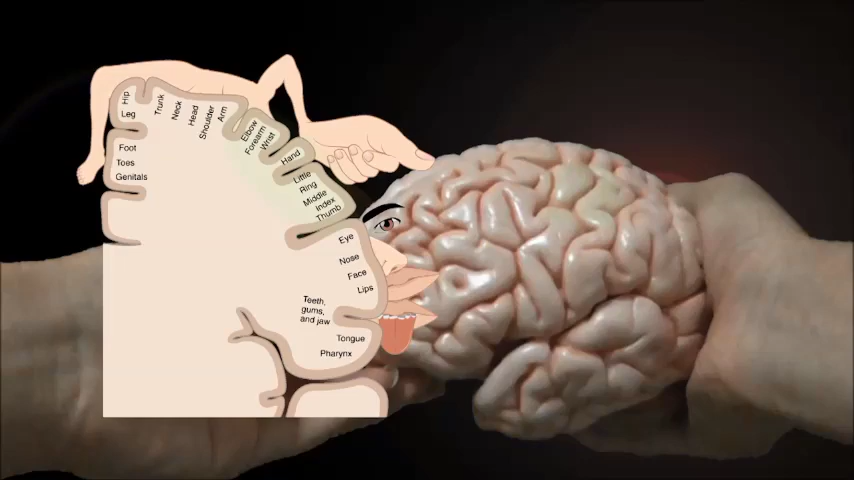 Hip
Leg
Foot
Toes
Genitals
Trunk
Neck
Head
Shoulder
Arm
Elbow
Forearm
Wrist
Hand
Little
Ring
Middle
Index
Thumb
Eye
Nose
Face
Lips
Teeth,
gums,
and jaw
Tongue
Pharynx